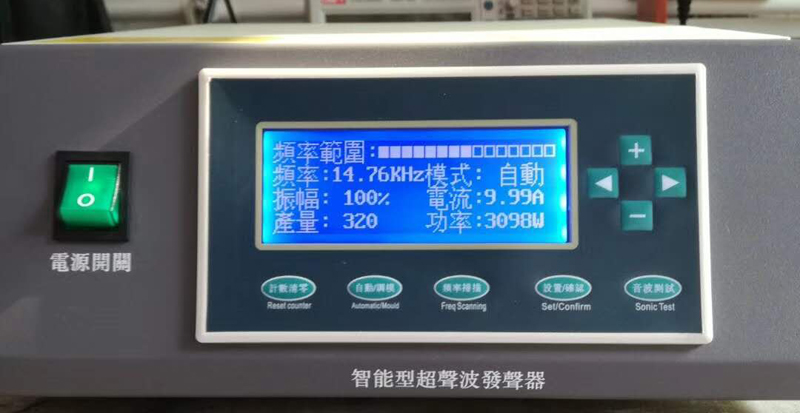 頻率範圍:
頻率:14.76KHz模式: 自動
振幅: 100% 電流:9.99A
產量: 320 功率:3098W
+
-
I
O
電源開關
計數清零
Reset counter
自動/調模
Automatic/Mould
頻率掃描
Freq Scanning
設置/確認
Set/Confirm
音波測試
Sonic Test
智能型超聲波發聲器